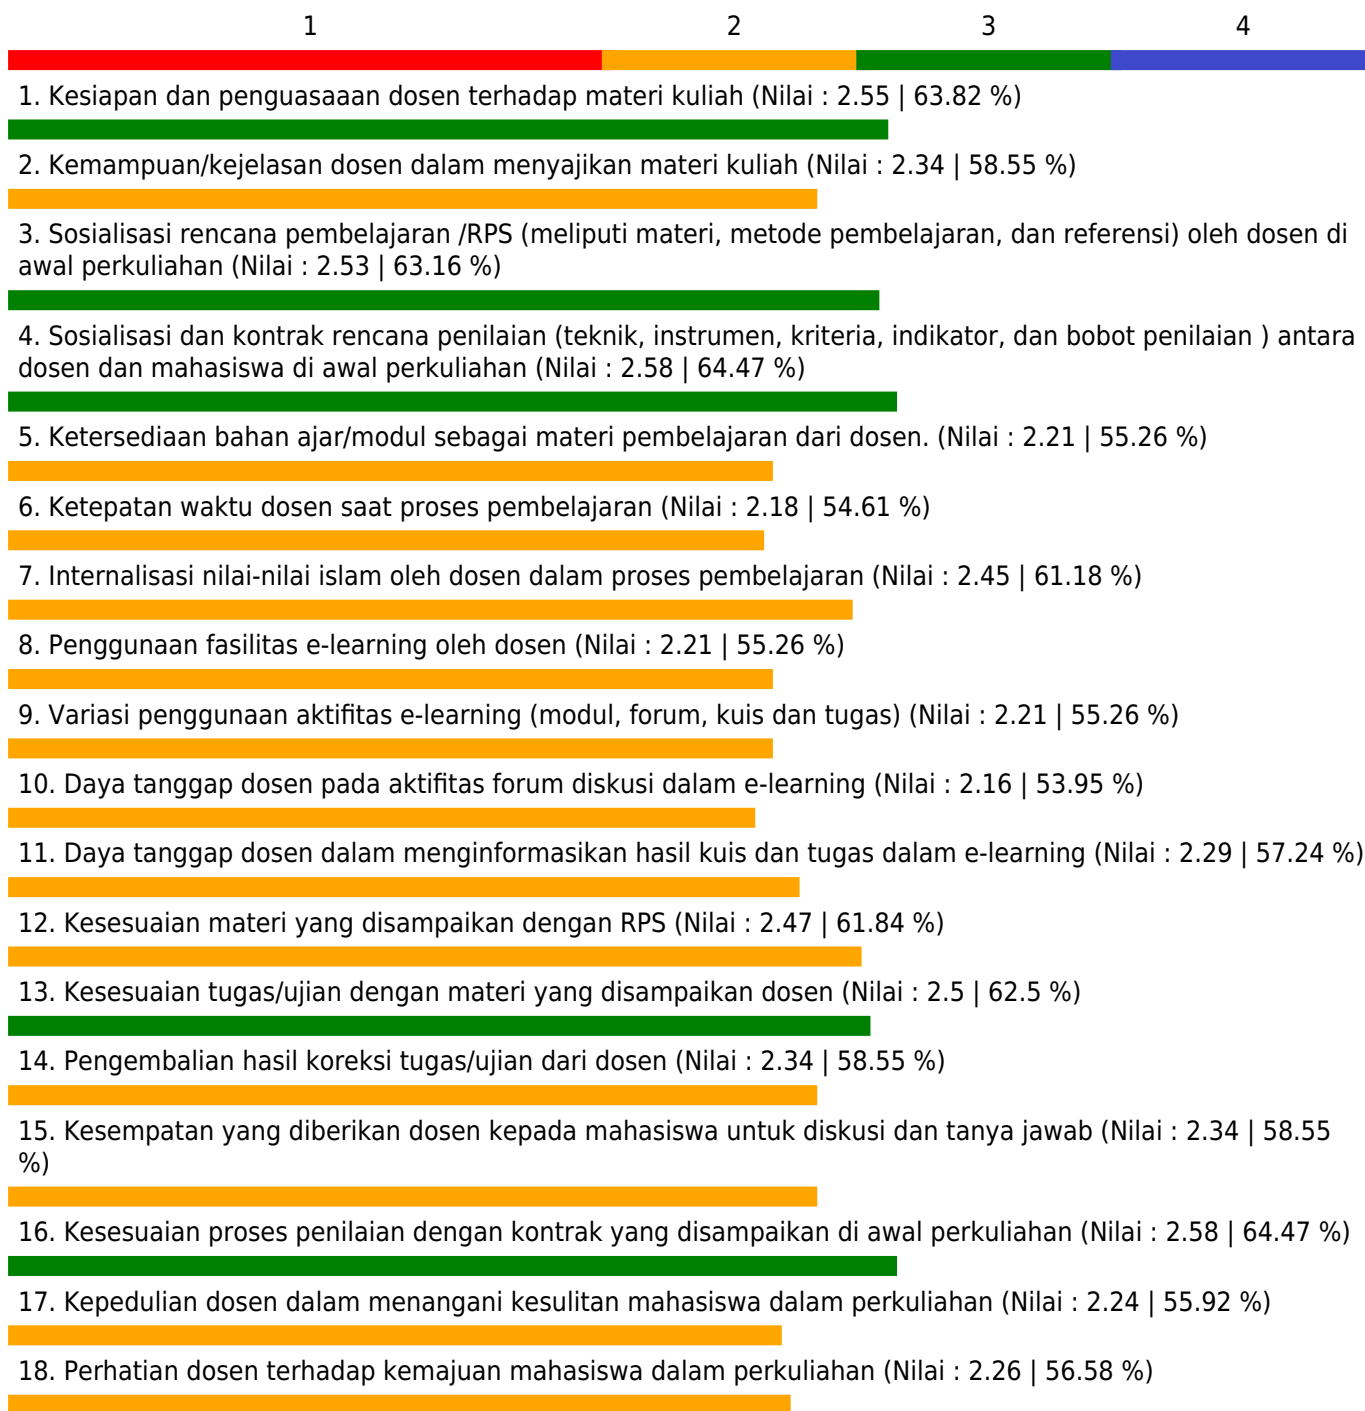 1 2 3 4
1. Kesiapan dan penguasaaan dosen terhadap materi kuliah (Nilai : 2.55 | 63.82 %)
2. Kemampuan/kejelasan dosen dalam menyajikan materi kuliah (Nilai : 2.34 | 58.55 %)
3. Sosialisasi rencana pembelajaran /RPS (meliputi materi, metode pembelajaran, dan referensi) oleh dosen di
awal perkuliahan (Nilai : 2.53 | 63.16 %)
4. Sosialisasi dan kontrak rencana penilaian (teknik, instrumen, kriteria, indikator, dan bobot penilaian ) antara
dosen dan mahasiswa di awal perkuliahan (Nilai : 2.58 | 64.47 %)
5. Ketersediaan bahan ajar/modul sebagai materi pembelajaran dari dosen. (Nilai : 2.21 | 55.26 %)
6. Ketepatan waktu dosen saat proses pembelajaran (Nilai : 2.18 | 54.61 %)
7. Internalisasi nilai-nilai islam oleh dosen dalam proses pembelajaran (Nilai : 2.45 | 61.18 %)
8. Penggunaan fasilitas e-learning oleh dosen (Nilai : 2.21 | 55.26 %)
9. Variasi penggunaan aktifitas e-learning (modul, forum, kuis dan tugas) (Nilai : 2.21 | 55.26 %)
10. Daya tanggap dosen pada aktifitas forum diskusi dalam e-learning (Nilai : 2.16 | 53.95 %)
11. Daya tanggap dosen dalam menginformasikan hasil kuis dan tugas dalam e-learning (Nilai : 2.29 | 57.24 %)
12. Kesesuaian materi yang disampaikan dengan RPS (Nilai : 2.47 | 61.84 %)
13. Kesesuaian tugas/ujian dengan materi yang disampaikan dosen (Nilai : 2.5 | 62.5 %)
14. Pengembalian hasil koreksi tugas/ujian dari dosen (Nilai : 2.34 | 58.55 %)
15. Kesempatan yang diberikan dosen kepada mahasiswa untuk diskusi dan tanya jawab (Nilai : 2.34 | 58.55
%)
16. Kesesuaian proses penilaian dengan kontrak yang disampaikan di awal perkuliahan (Nilai : 2.58 | 64.47 %)
17. Kepedulian dosen dalam menangani kesulitan mahasiswa dalam perkuliahan (Nilai : 2.24 | 55.92 %)
18. Perhatian dosen terhadap kemajuan mahasiswa dalam perkuliahan (Nilai : 2.26 | 56.58 %)